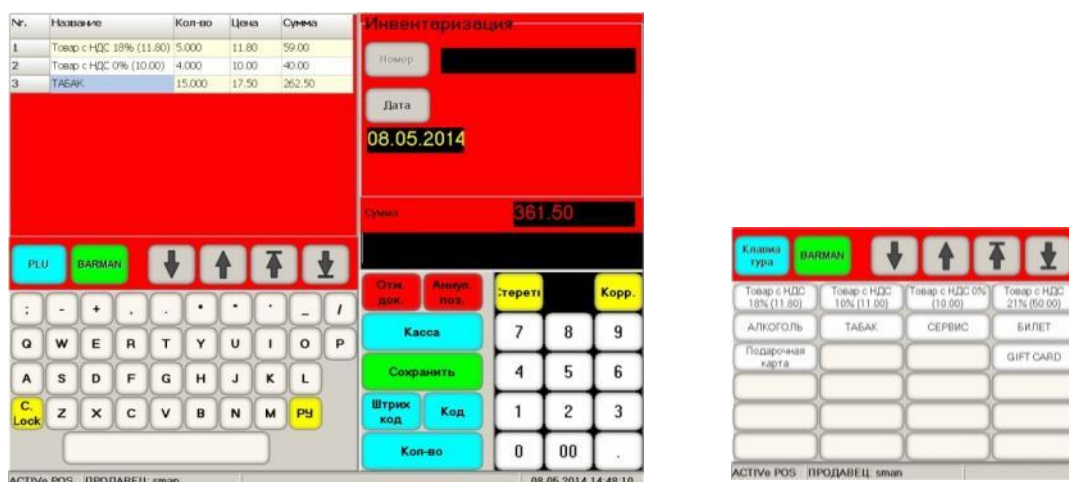 Nr. Название Кол-во Цена Сумма
1 Товар с НДС 18% (11.80) 5.000 11.80 59.00
2 Товар с НДС 0% (10.00) 4.000 10.00 40.00
3 ТАБАК 15.000 17.50 262.50
Инвентаризация
Номер
Дата
08.05.2014
Сумма 361.50
PLU BARMAN
Отм. док. Аннул. поз. Стереть Корр.
Касса
Сохранить
Штрих код Код
Кол-во
7 8 9
4 5 6
1 2 3
0 00 .
: - + , . * " ' _ /
Q W E R T Y U I O P
A S D F G H J K L
C. Lock Z X C V B N M РУ
ACTIVe POS ПРОДАВЕЦ: sman 08.05.2014 14:48:10
Клавиа тура BARMAN
Товар с НДС 18% (11.80) Товар с НДС 10% (11.00) Товар с НДС 0% (10.00) Товар с НДС 21% (50.00)
АЛКОГОЛЬ ТАБАК СЕРВИС БИЛЕТ
Подарочная карта GIFT CARD
ACTIVe POS ПРОДАВЕЦ: sman